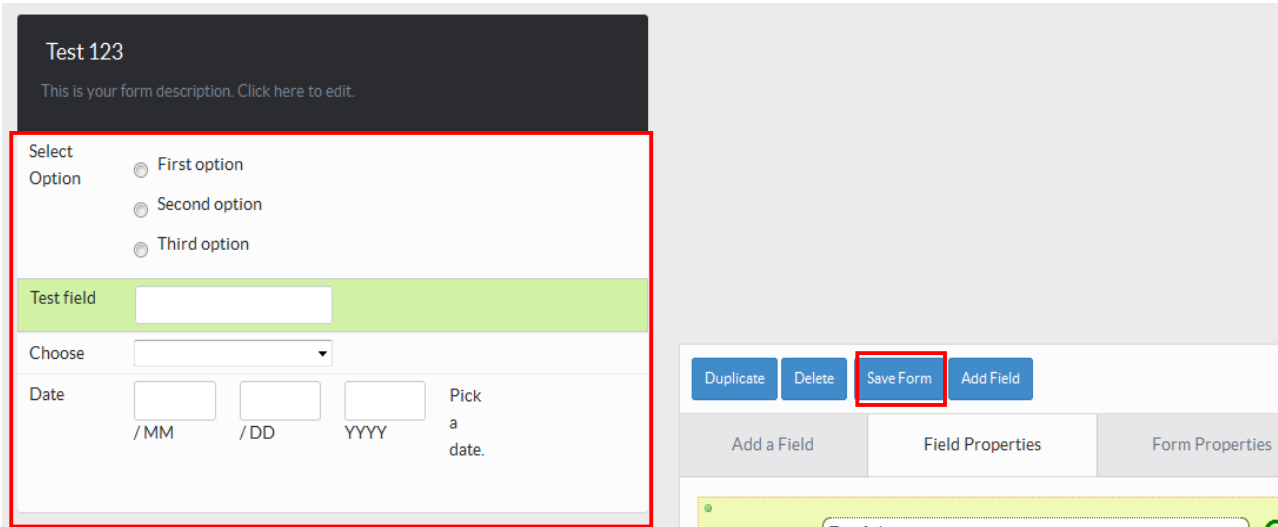 Test 123
This is your form description. Click here to edit.
Select
Option
First option
Second option
Third option
Test field
Choose
Date
/ MM
/ DD
YYYY
Pick
a
date.
Duplicate
Delete
Save Form
Add Field
Add a Field
Field Properties
Form Properties